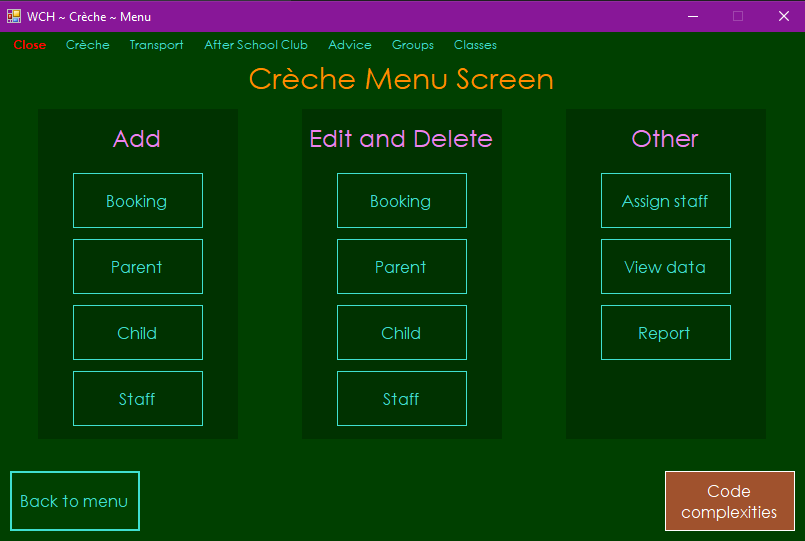 WCH ~ Crèche ~ Menu
Close Crèche Transport After School Club Advice Groups Classes
Crèche Menu Screen
Add
Booking
Parent
Child
Staff
Edit and Delete
Booking
Parent
Child
Staff
Other
Assign staff
View data
Report
Back to menu
Code
complexities